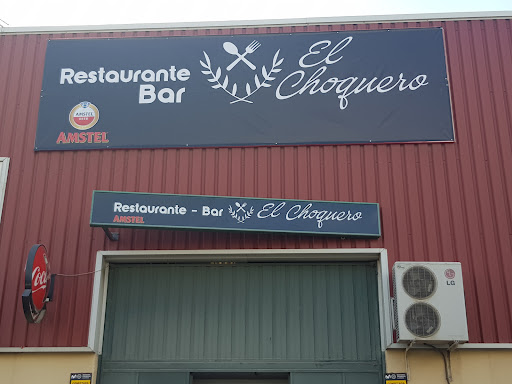 Restaurante
Bar
El
Choquero
AMSTEL
AMSTEL
Restaurante - Bar El Choquero
AMSTEL
LG